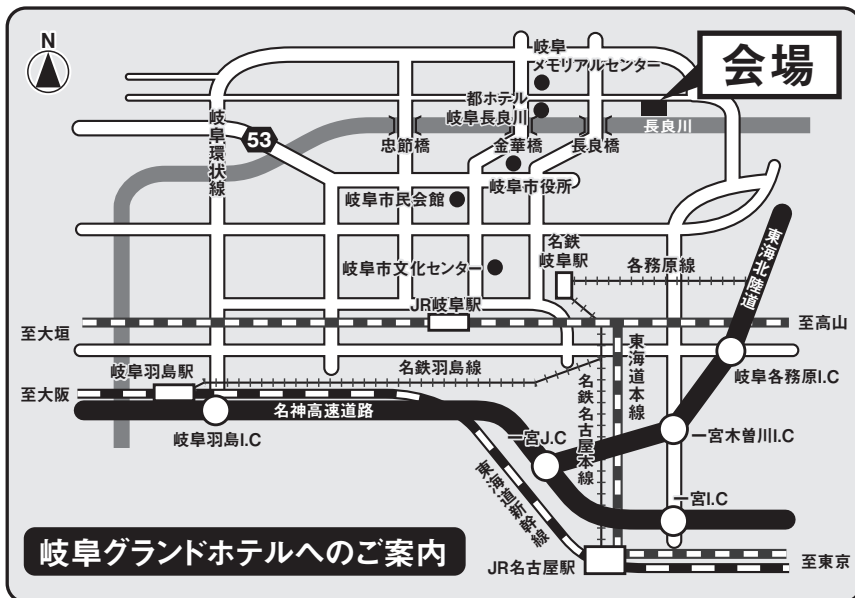 N
岐阜
メモリアルセンター
会場
都ホテル
岐阜長良川
長良川
岐阜環状線
53
忠節橋
金華橋
長良橋
岐阜市役所
岐阜市民会館
名鉄
岐阜駅
岐阜市文化センター
各務原線
東海北陸道
JR岐阜駅
至大垣
至高山
東海道本線
名鉄羽島線
岐阜羽島駅
至大阪
名鉄名古屋本線
岐阜各務原I.C
名神高速道路
岐阜羽島I.C
一宮J.C
一宮木曽川I.C
東海道新幹線
一宮I.C
岐阜グランドホテルへのご案内
JR名古屋駅
至東京